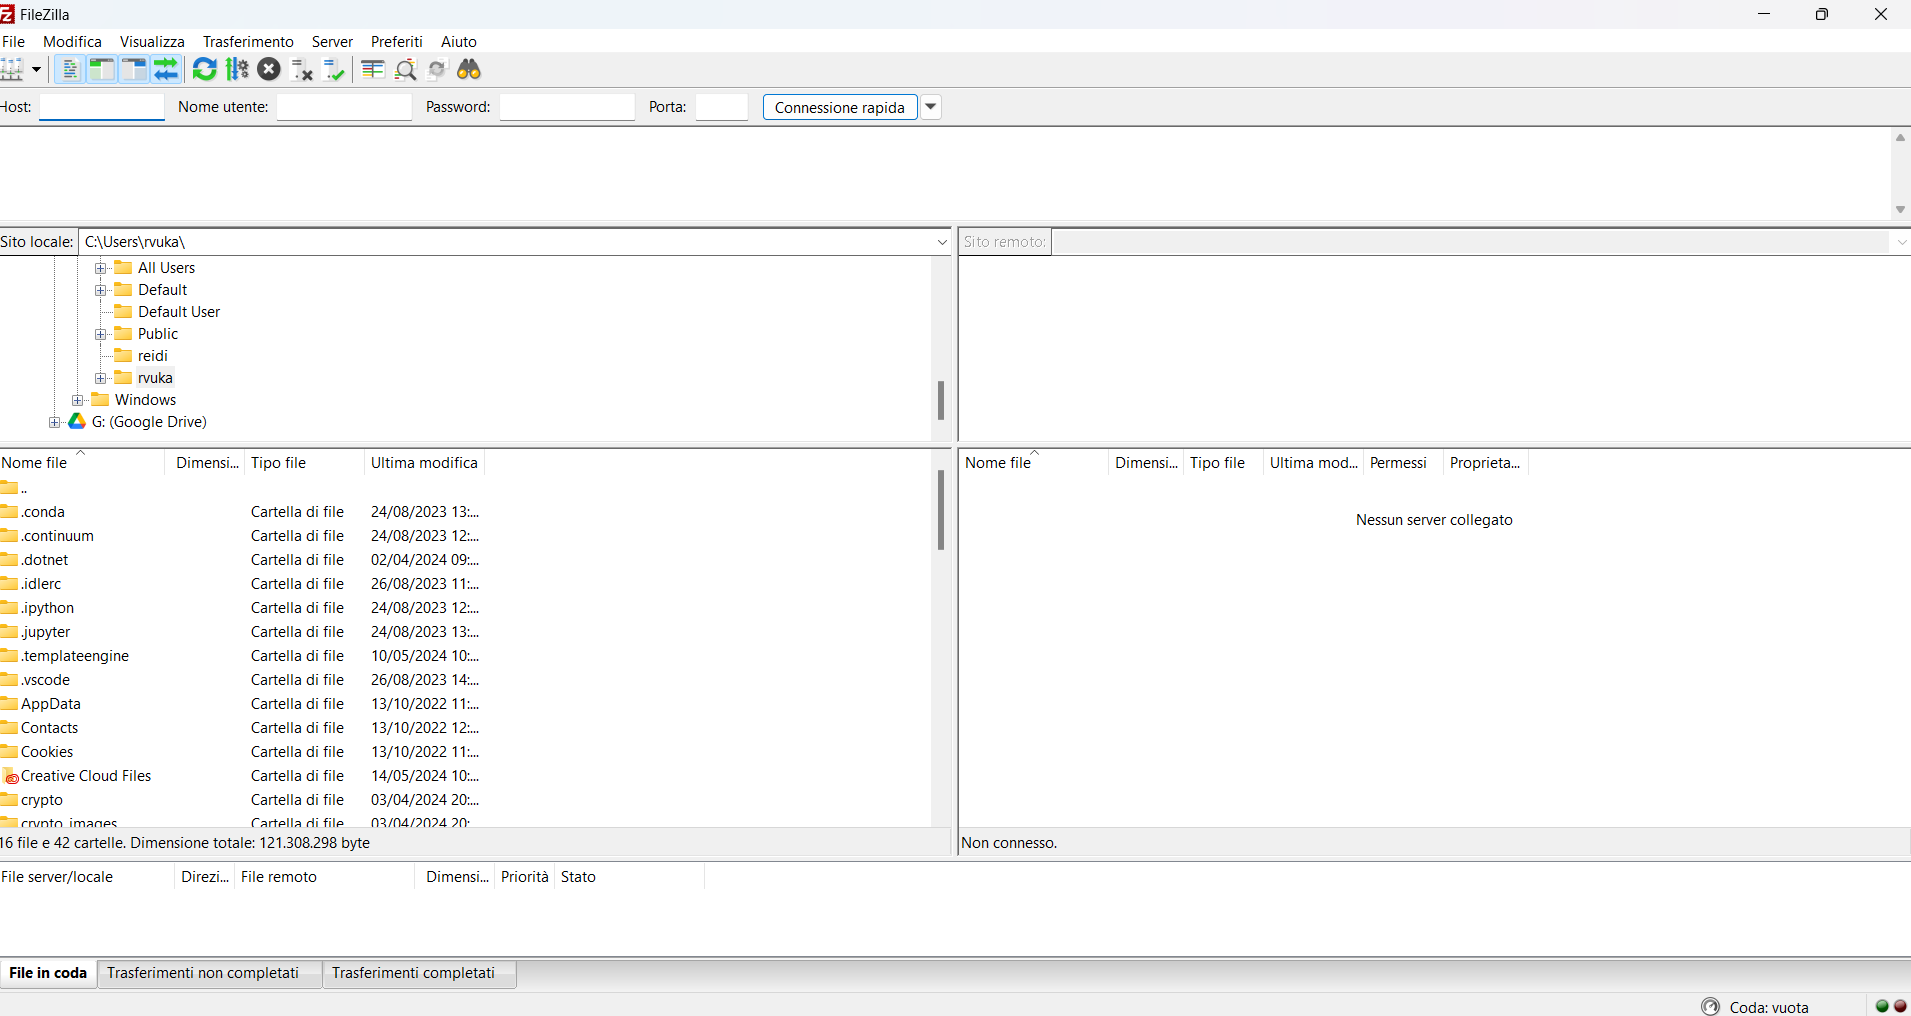 FileZilla
File Modifica Visualizza Trasferimento Server Preferiti Aiuto
Host: Nome utente: Password: Porta: Connessione rapida
Sito locale: C:\Users\rvuka\
Sito remoto:
All Users
Default
Default User
Public
reidi
rvuka
Windows
G: (Google Drive)
Nome file Dimensi... Tipo file Ultima modifica
..
.conda Cartella di file 24/08/2023 13:...
.continuum Cartella di file 24/08/2023 12:...
.dotnet Cartella di file 02/04/2024 09:...
.idlerc Cartella di file 26/08/2023 11:...
.ipython Cartella di file 24/08/2023 12:...
.jupyter Cartella di file 24/08/2023 13:...
.templateengine Cartella di file 10/05/2024 10:...
.vscode Cartella di file 26/08/2023 14:...
AppData Cartella di file 13/10/2022 11:...
Contacts Cartella di file 13/10/2022 12:...
Cookies Cartella di file 13/10/2022 11:...
Creative Cloud Files Cartella di file 14/05/2024 10:...
crypto Cartella di file 03/04/2024 20:...
crypto_images Cartella di file 03/04/2024 20:
16 file e 42 cartelle. Dimensione totale: 121.308.298 byte
Nome file Dimensi... Tipo file Ultima mod... Permessi Proprieta...
Nessun server collegato
Non connesso.
File server/locale Direzi... File remoto Dimensi... Priorità Stato
File in coda Trasferimenti non completati Trasferimenti completati
Coda: vuota